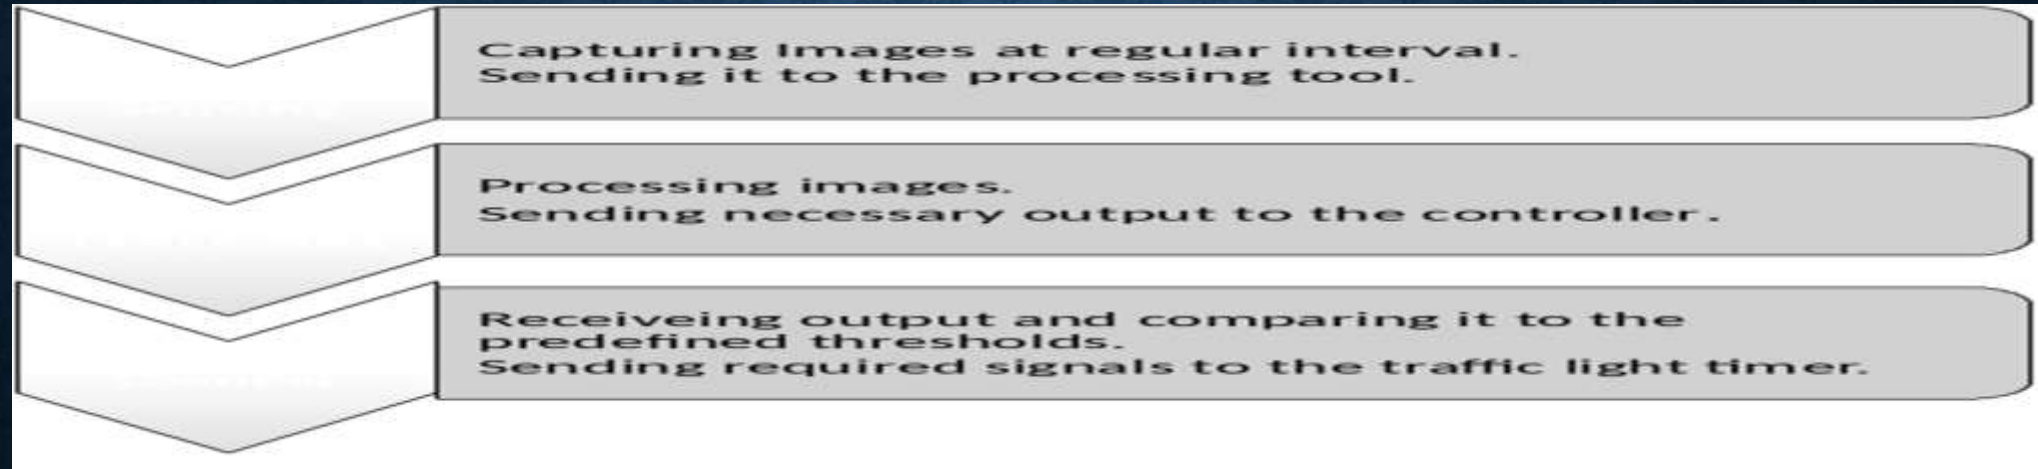 Capturing Images at regular interval.
Sending it to the processing tool.
Processing images.
Sending necessary output to the controller.
Receiveing output and comparing it to the
predefined thresholds.
Sending required signals to the traffic light timer.